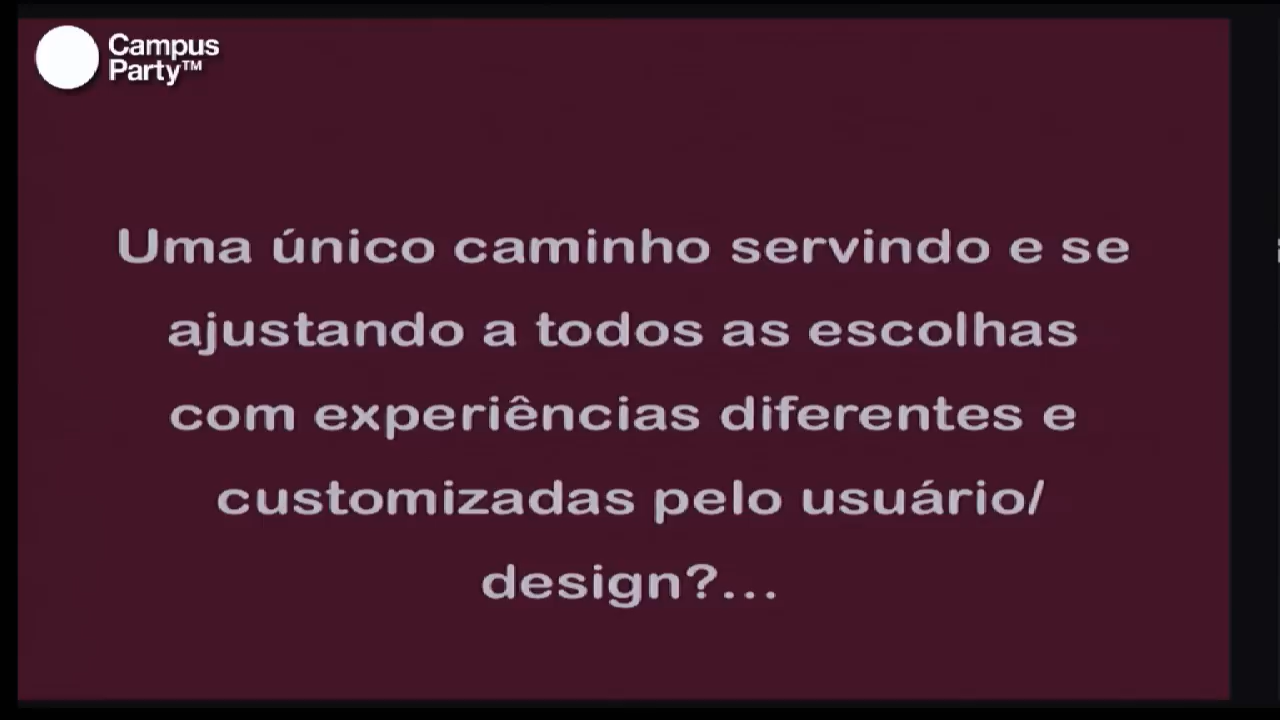 Campus
Party™
Uma único caminho servindo e se
ajustando a todos as escolhas
com experiências diferentes e
customizadas pelo usuário/
design?...